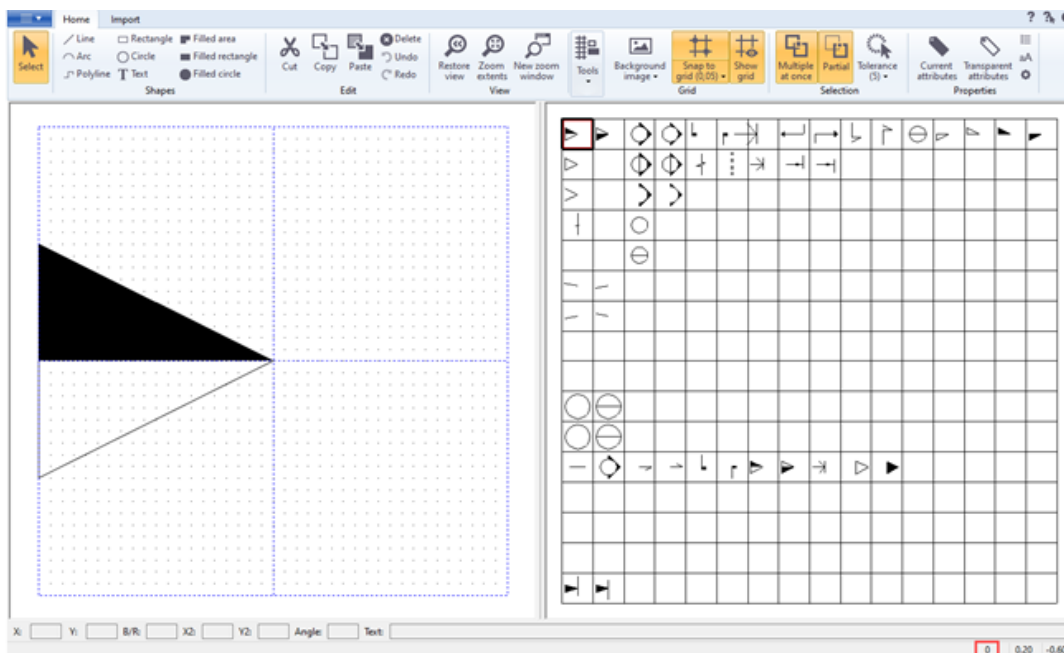 Home Import
Select
Line
Arc
Polyline
Rectangle
Circle
Text
Filled area
Filled rectangle
Filled circle
Shapes
Cut
Copy
Paste
Delete
Undo
Redo
Edit
Restore
view
Zoom
extents
New zoom
window
View
Tools
Background
image
Snap to
grid (0,05)
Show
grid
Grid
Multiple
at once
Partial
Tolerance
(5)
Selection
Current
attributes
Transparent
attributes
aA
Properties
X: Y: B/R: X2: Y2: Angle: Text:
0 0,20